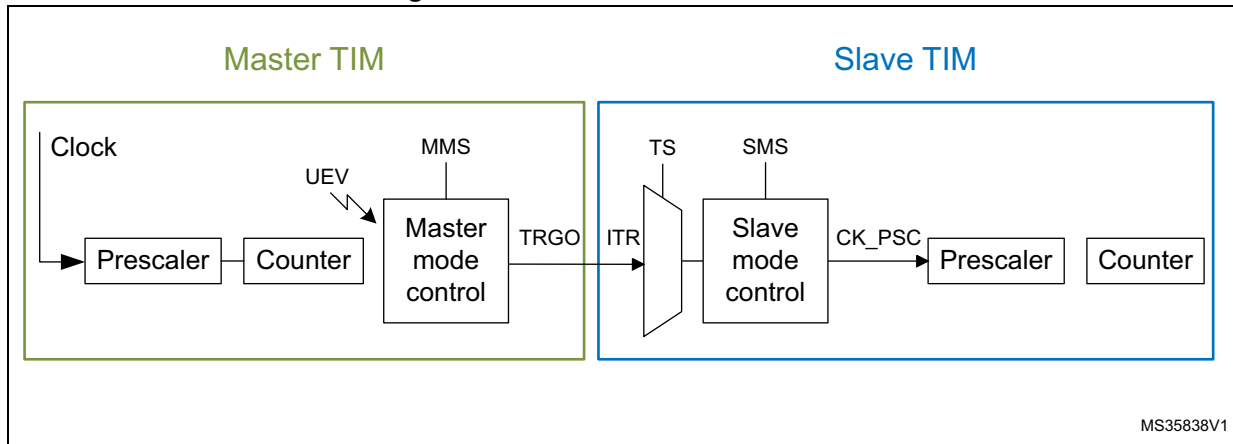 Master TIM
Slave TIM
Clock
MMS
TS
SMS
UEV
Prescaler
Counter
Master
mode
control
TRGO
ITR
Slave
mode
control
CK_PSC
Prescaler
Counter
MS35838V1